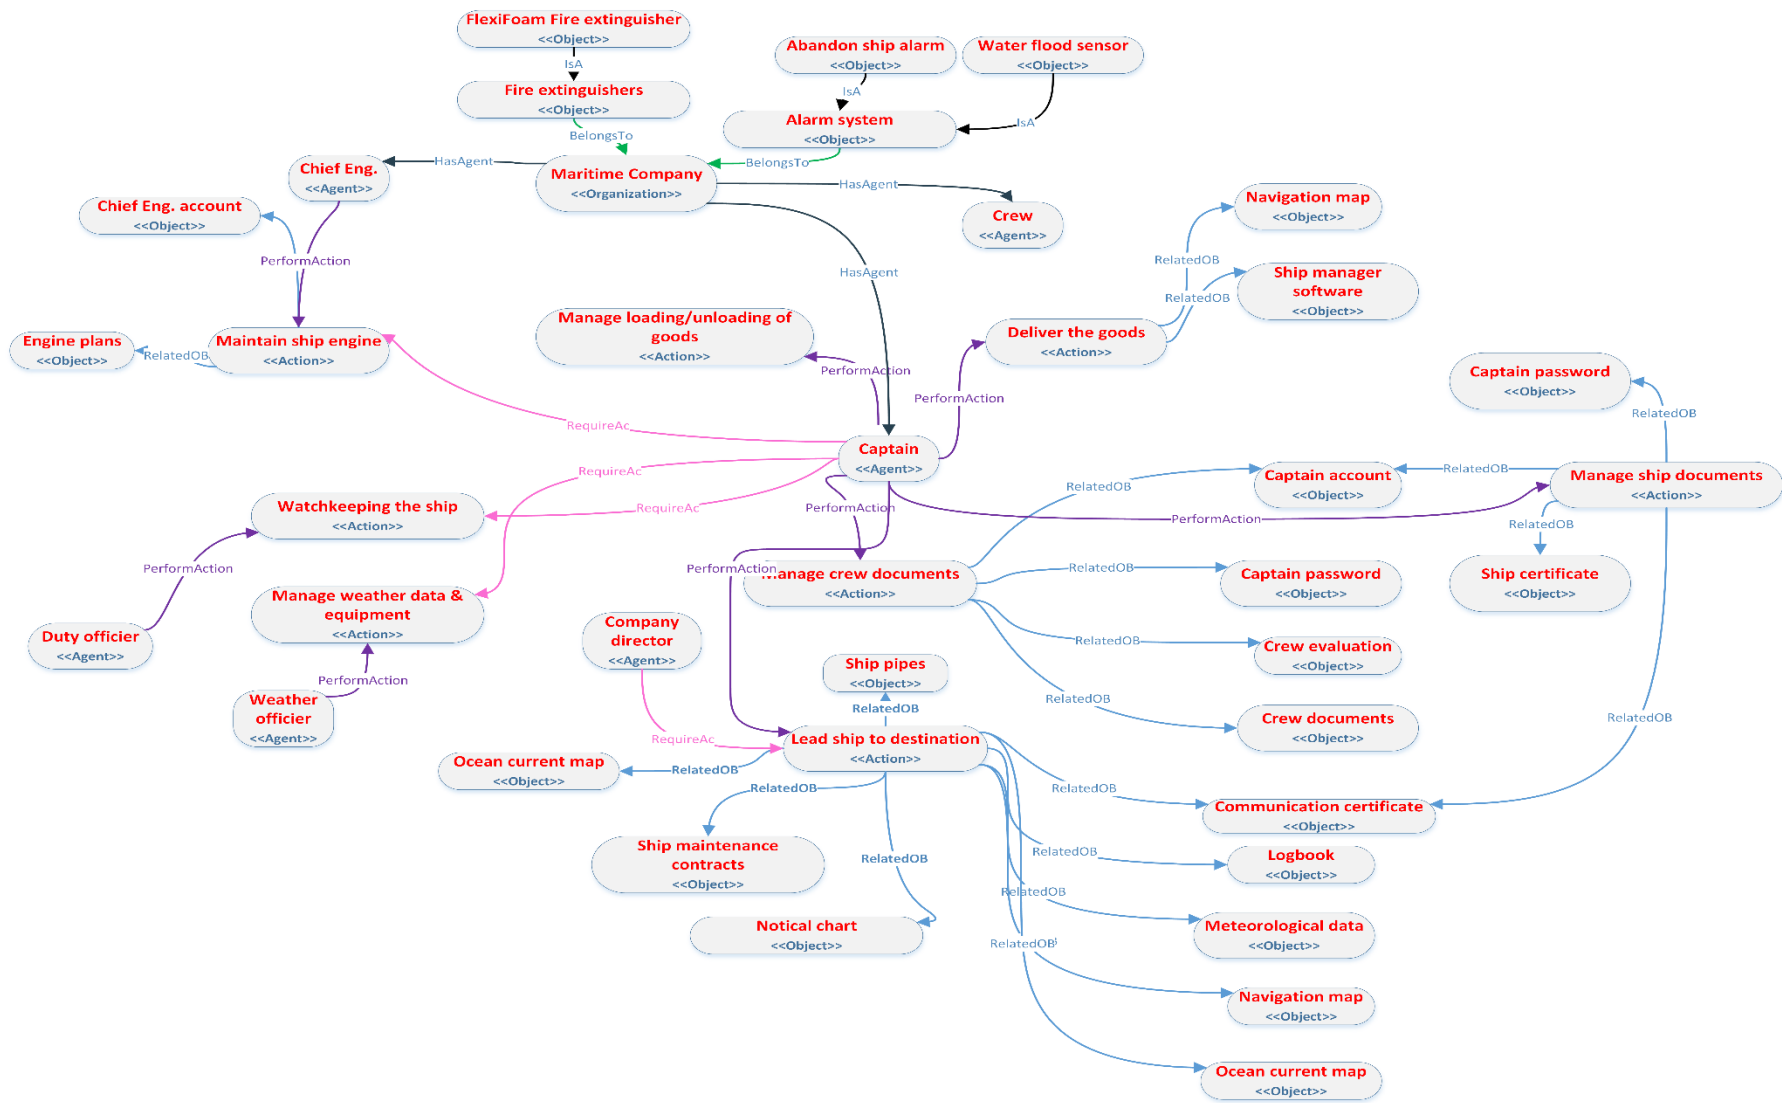 FlexiFoam Fire extinguisher
<<Object>>
IsA
Abandon ship alarm
<<Object>>
Water flood sensor
<<Object>>
Fire extinguishers
<<Object>>
IsA
IsA
Alarm system
<<Object>>
BelongsTo
BelongsTo
HasAgent
Chief Eng.
<<Agent>>
Maritime Company
<<Organization>>
HasAgent
Crew
<<Agent>>
Navigation map
<<Object>>
Chief Eng. account
<<Object>>
PerformAction
HasAgent
RelatedOB
Ship manager
software
<<Object>>
RelatedOB
Manage loading/unloading of
goods
<<Action>>
Deliver the goods
<<Action>>
Engine plans
<<Object>>
RelatedOB
Maintain ship engine
<<Action>>
PerformAction
PerformAction
Captain password
<<Object>>
RelatedOB
RequireAc
Captain
<<Agent>>
RequireAc
RelatedOB
Captain account
<<Object>>
RelatedOB
Manage ship documents
<<Action>>
Watchkeeping the ship
<<Action>>
RequireAc
PerformAction
PerformAction
RelatedOB
PerformAction
PerformAction
Manage crew documents
<<Action>>
RelatedOB
Captain password
<<Object>>
Ship certificate
<<Object>>
Manage weather data &
equipment
<<Action>>
Duty officier
<<Agent>>
Company
director
<<Agent>>
RelatedOB
Crew evaluation
<<Object>>
PerformAction
Weather
officier
<<Agent>>
Ship pipes
<<Object>>
RelatedOB
RelatedOB
Crew documents
<<Object>>
RelatedOB
RequireAc
Lead ship to destination
<<Action>>
Ocean current map
<<Object>>
RelatedOB
RelatedOB
RelatedOB
Communication certificate
<<Object>>
Ship maintenance
contracts
<<Object>>
RelatedOB
RelatedOB
Logbook
<<Object>>
RelatedOB
Notical chart
<<Object>>
Meteorological data
<<Object>>
RelatedOB
Navigation map
<<Object>>
Ocean current map
<<Object>>